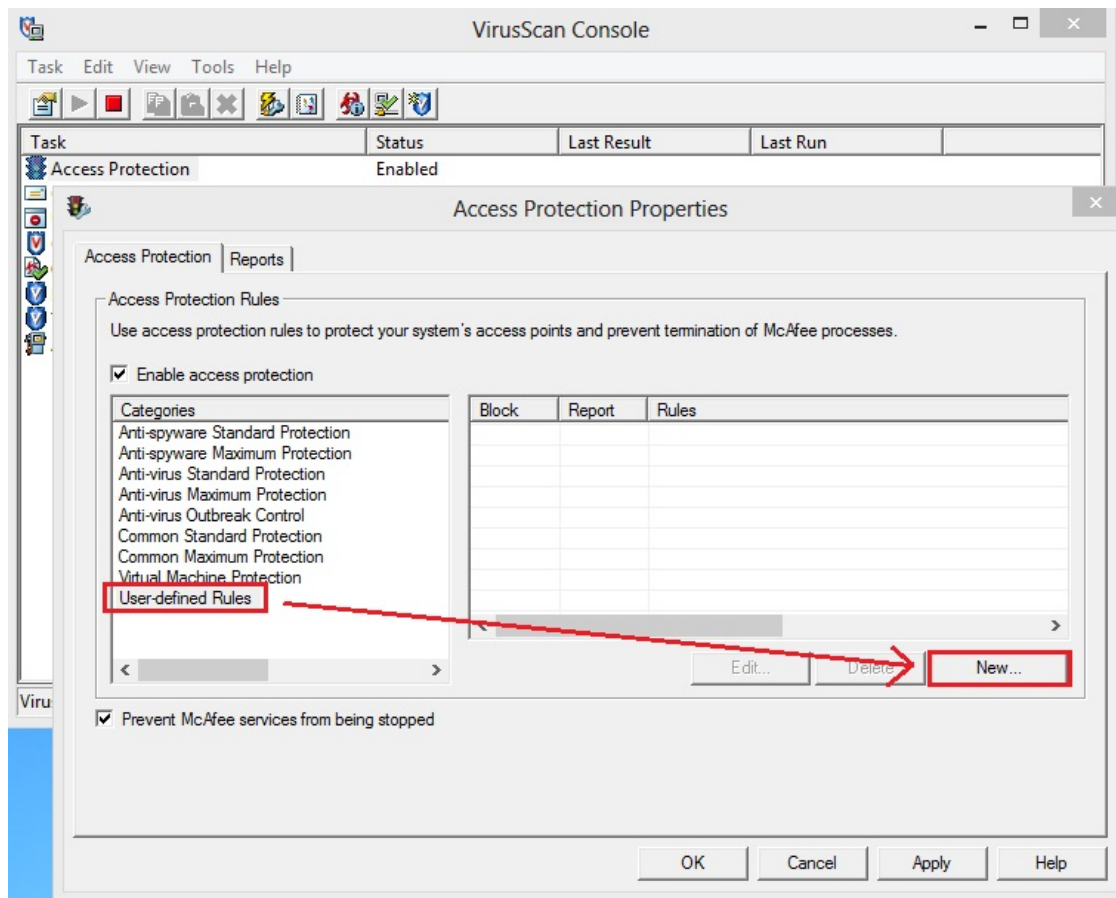 VirusScan Console
Task Edit View Tools Help
Task Status Last Result Last Run
Access Protection Enabled
Access Protection Properties
Access Protection Reports
Access Protection Rules
Use access protection rules to protect your system's access points and prevent termination of McAfee processes.
Enable access protection
Categories Block Report Rules
Anti-spyware Standard Protection
Anti-spyware Maximum Protection
Anti-virus Standard Protection
Anti-virus Maximum Protection
Anti-virus Outbreak Control
Common Standard Protection
Common Maximum Protection
Virtual Machine Protection
User-defined Rules
Edit... Delete New...
Viru
Prevent McAfee services from being stopped
OK Cancel Apply Help